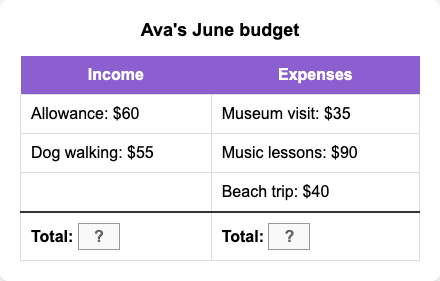 Ava's June budget
Income Expenses
Allowance: $60 Museum visit: $35
Dog walking: $55 Music lessons: $90
Beach trip: $40
Total: ? Total: ?